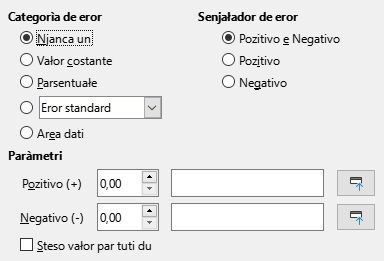 Categorìa de eror
Njanca un
Vałor costante
Parsentuałe
Eror standard
Area dati
Senjałador de eror
Pozitivo e Negativo
Pozitivo
Negativo
Paràmetri
Pozitivo (+) 0,00
Negativo (-) 0,00
Steso valor par tuti du